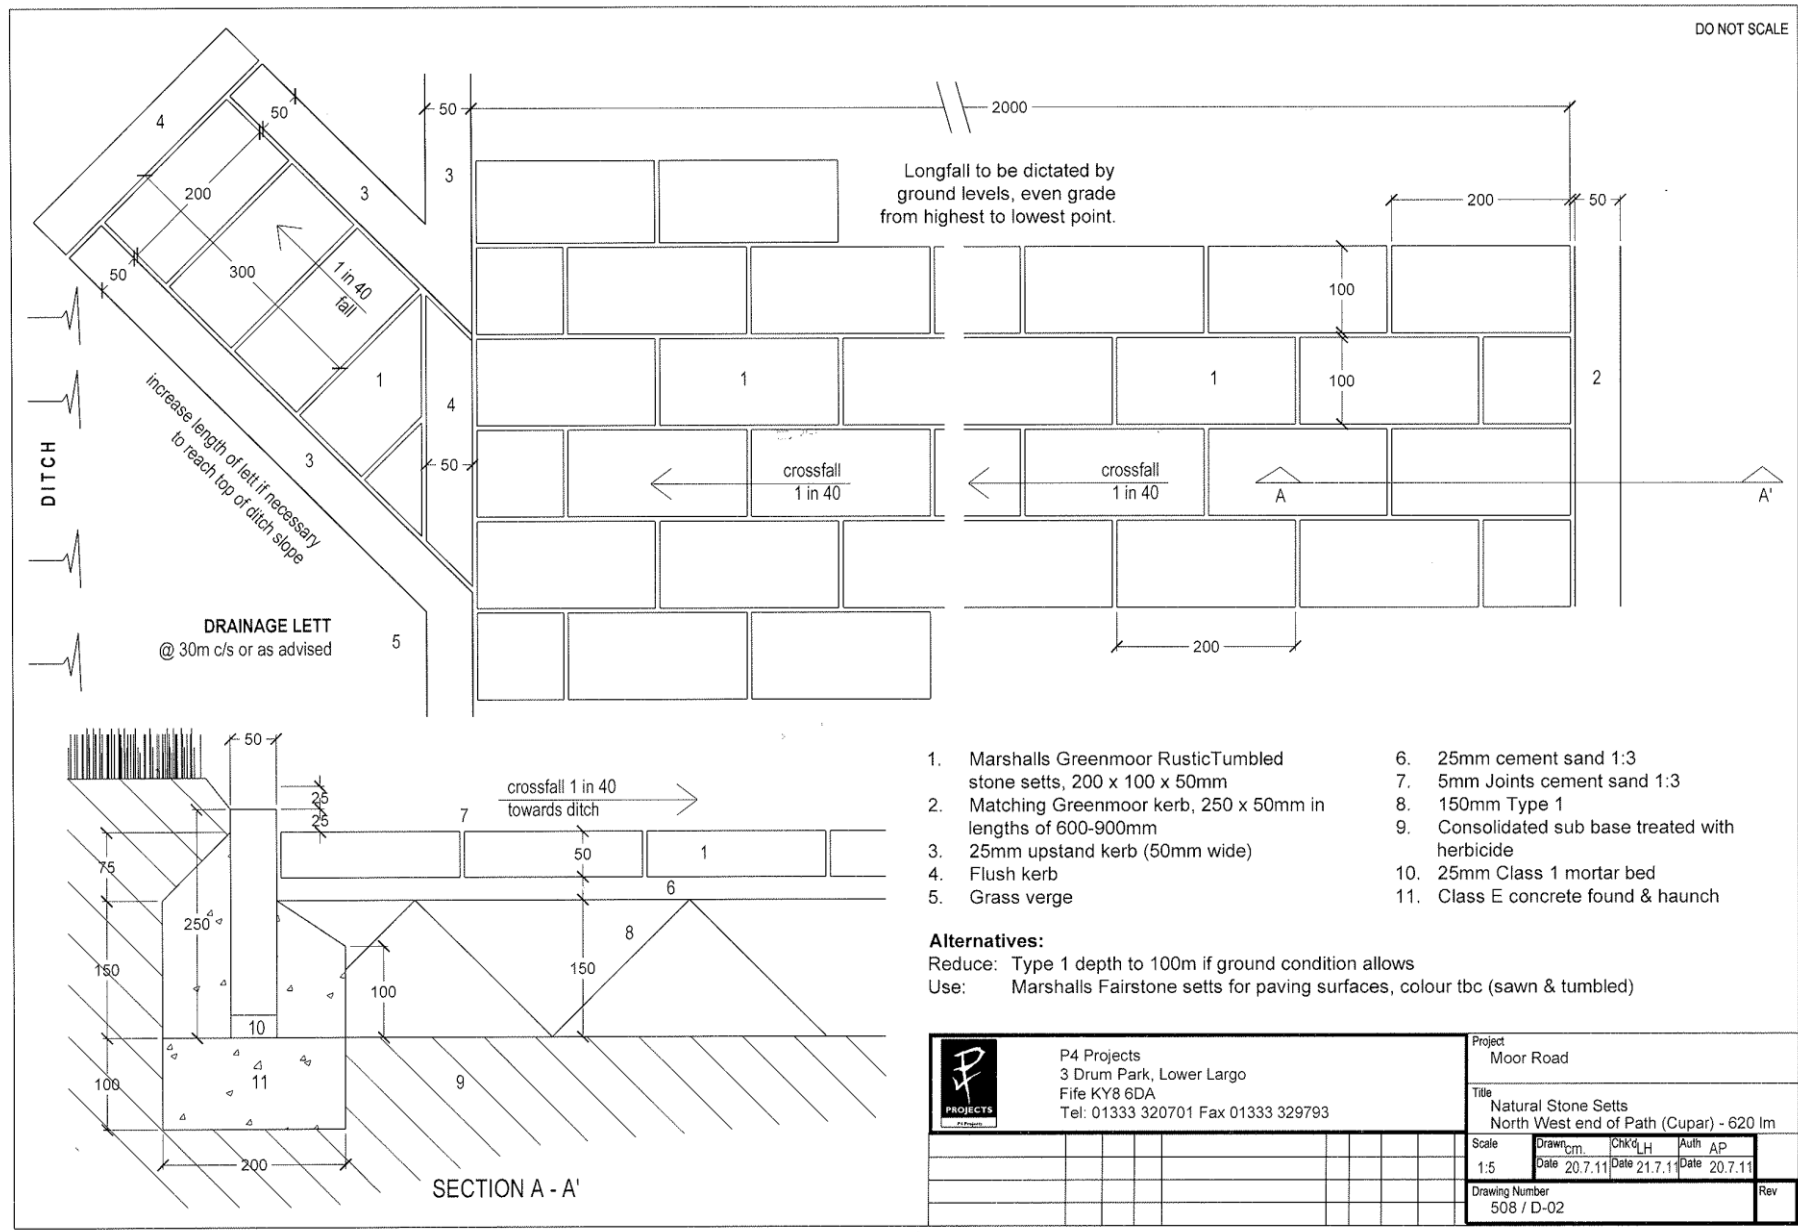 DO NOT SCALE
4
50
50
2000
3
3
Longfall to be dictated by
ground levels, even grade
from highest to lowest point.
200
200
50
50
300
1 in 40
fall
100
1
4
1
1
100
2
increase length of lett if necessary
to reach top of ditch slope
3
50
DITCH
crossfall
1 in 40
crossfall
1 in 40
A
A'
DRAINAGE LETT
@ 30m c/s or as advised
5
200
50
25
25
crossfall 1 in 40
towards ditch
7
50
1
75
6
250
8
150
150
100
10
100
11
9
200
SECTION A - A'
1. Marshalls Greenmoor RusticTumbled
stone setts, 200 x 100 x 50mm
2. Matching Greenmoor kerb, 250 x 50mm in
lengths of 600-900mm
3. 25mm upstand kerb (50mm wide)
4. Flush kerb
5. Grass verge
6. 25mm cement sand 1:3
7. 5mm Joints cement sand 1:3
8. 150mm Type 1
9. Consolidated sub base treated with
herbicide
10. 25mm Class 1 mortar bed
11. Class E concrete found & haunch
Alternatives:
Reduce: Type 1 depth to 100m if ground condition allows
Use: Marshalls Fairstone setts for paving surfaces, colour tbc (sawn & tumbled)
PROJECTS
P4 Projects
P4 Projects
3 Drum Park, Lower Largo
Fife KY8 6DA
Tel: 01333 320701 Fax 01333 329793
Project
Moor Road
Title
Natural Stone Setts
North West end of Path (Cupar) - 620 lm
Scale
1:5
Drawn cm.
Chk'd LH
Auth AP
Date 20.7.11
Date 21.7.11
Date 20.7.11
Drawing Number
508 / D-02
Rev